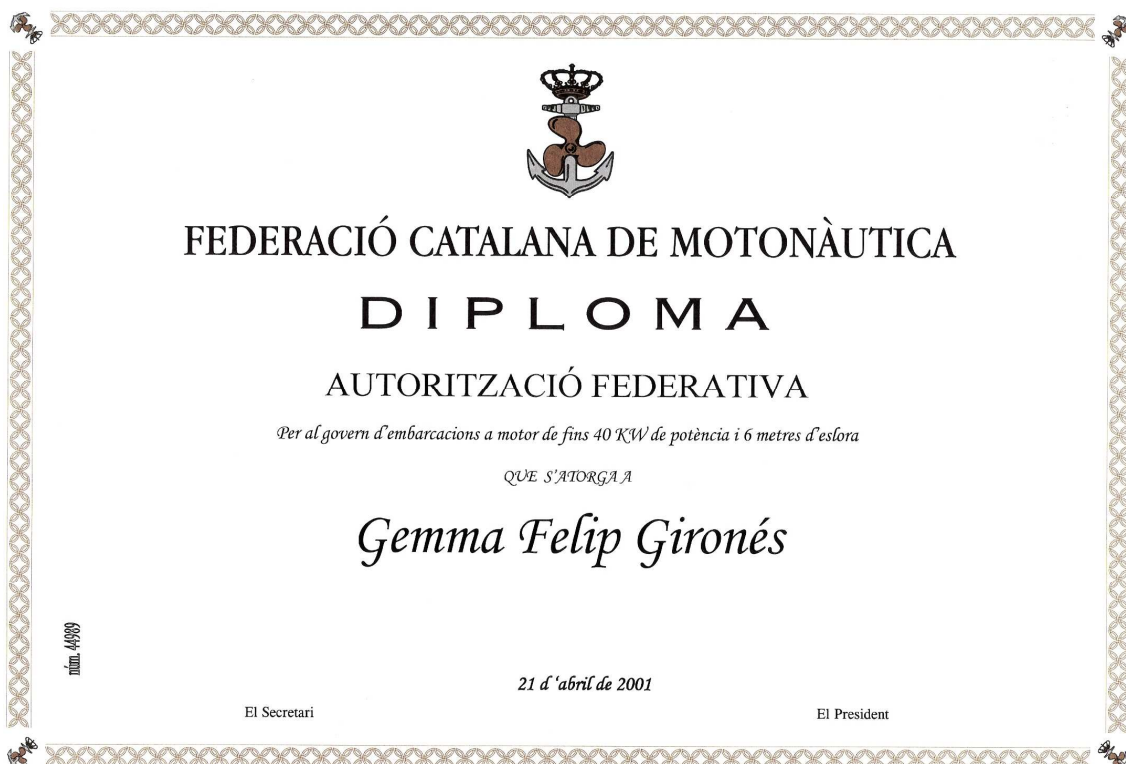 FEDERACIÓ CATALANA DE MOTONÀUTICA
DIPLOMA
AUTORITZACIÓ FEDERATIVA
Per al govern d'embarcacions a motor de fins 40 KW de potència i 6 metres d'eslora
QUE S'ATORGA A
Gemma Felip Gironés
núm. 44989
21 d 'abril de 2001
El Secretari
El President